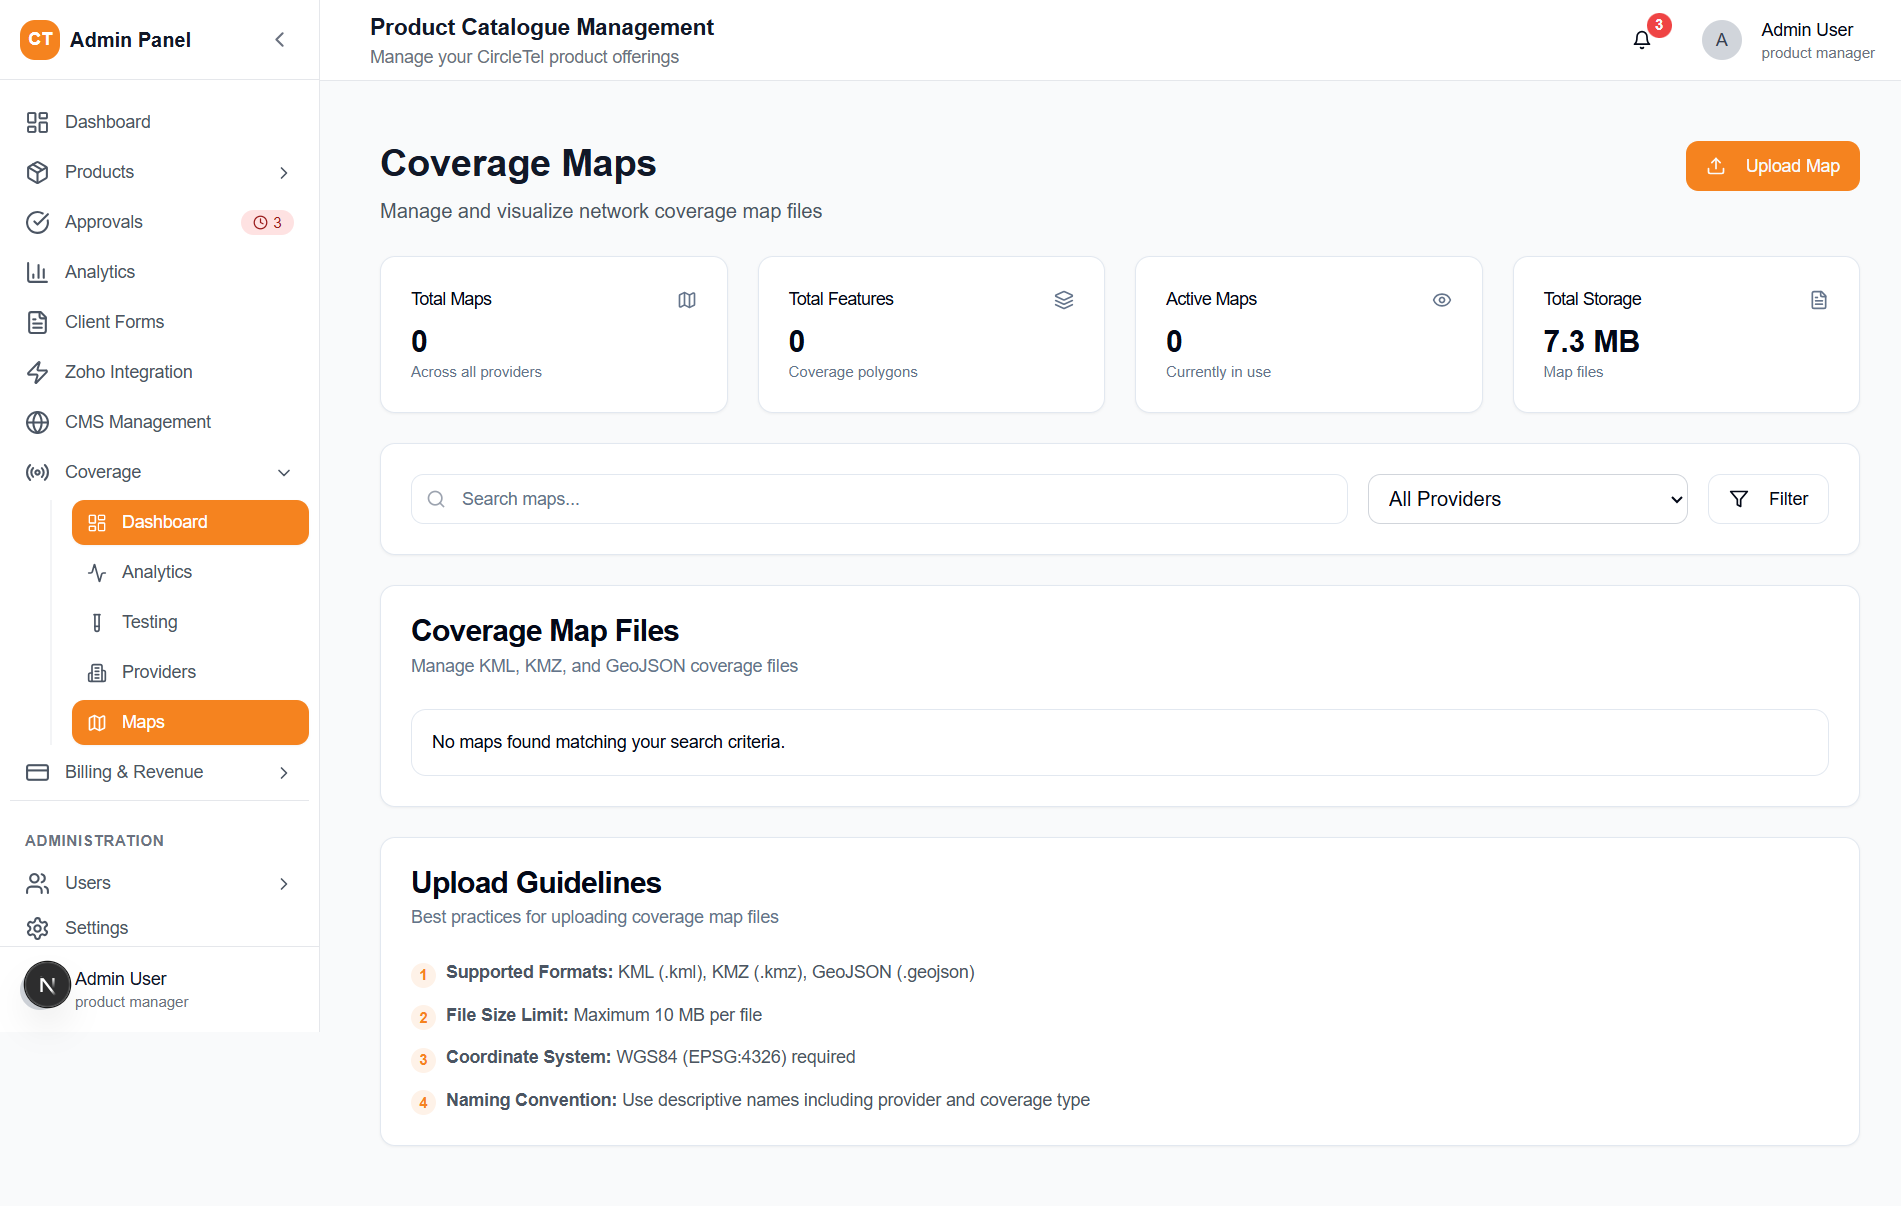 CT Admin Panel
Dashboard
Products
Approvals 3
Analytics
Client Forms
Zoho Integration
CMS Management
Coverage
Dashboard
Analytics
Testing
Providers
Maps
Billing & Revenue
ADMINISTRATION
Users
Settings
N Admin User
product manager
Product Catalogue Management
Manage your CircleTel product offerings
3
A
Admin User
product manager
Coverage Maps
Manage and visualize network coverage map files
Upload Map
Total Maps
0
Across all providers
Total Features
0
Coverage polygons
Active Maps
0
Currently in use
Total Storage
7.3 MB
Map files
Search maps...
All Providers
Filter
Coverage Map Files
Manage KML, KMZ, and GeoJSON coverage files
No maps found matching your search criteria.
Upload Guidelines
Best practices for uploading coverage map files
1 Supported Formats: KML (.kml), KMZ (.kmz), GeoJSON (.geojson)
2 File Size Limit: Maximum 10 MB per file
3 Coordinate System: WGS84 (EPSG:4326) required
4 Naming Convention: Use descriptive names including provider and coverage type